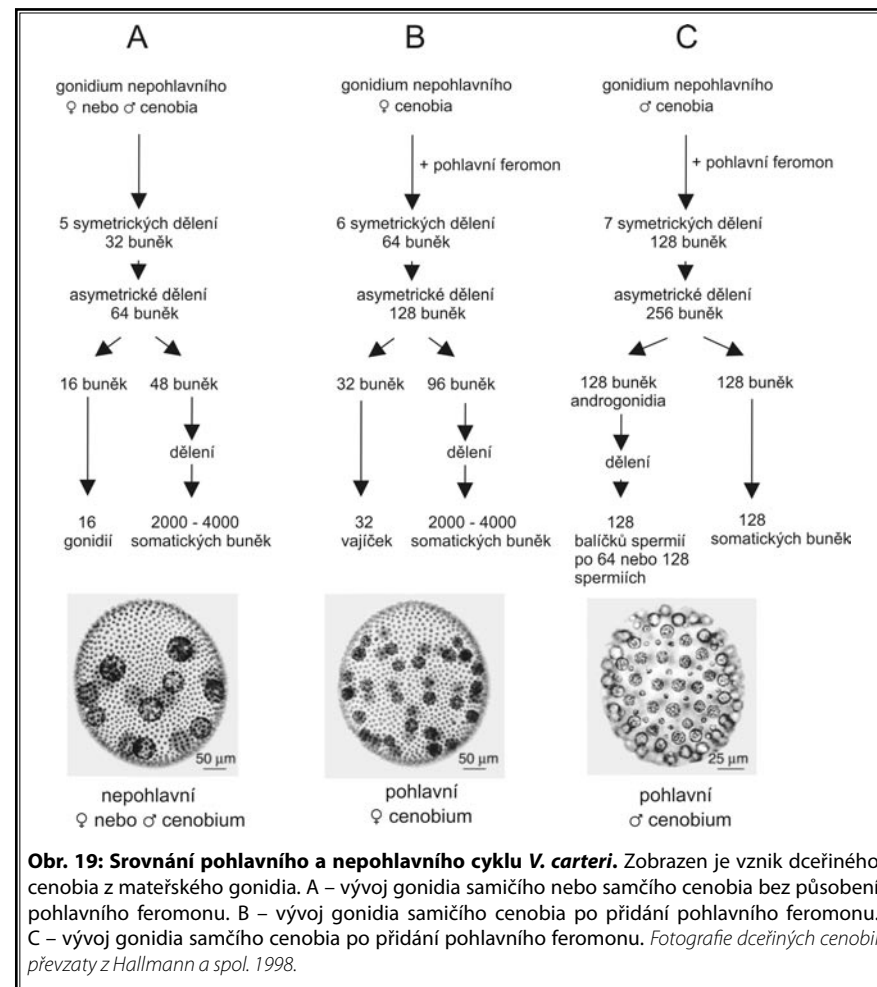 A
B
C
gonidium nepohlavního
♀ nebo ♂ cenobia
5 symetrických dělení
32 buněk
asymetrické dělení
64 buněk
16 buněk
48 buněk
dělení
16
gonidií
2000 - 4000
somatických buněk
nepohlavní
♀ nebo ♂ cenobium
50 µm
gonidium nepohlavního
♀ cenobia
+ pohlavní feromon
6 symetrických dělení
64 buněk
asymetrické dělení
128 buněk
32 buněk
96 buněk
dělení
32
vajíček
2000 - 4000
somatických buněk
50 µm
pohlavní
♀ cenobium
gonidium nepohlavního
♂ cenobia
+ pohlavní feromon
7 symetrických dělení
128 buněk
asymetrické dělení
256 buněk
128 buněk
androgonidia
128 buněk
dělení
128
balíčků spermií
po 64 nebo 128
spermiích
128
somatických buněk
25 µm
pohlavní
♂ cenobium
Obr. 19: Srovnání pohlavního a nepohlavního cyklu V. carteri. Zobrazen je vznik dceřiného
cenobia z mateřského gonidia. A – vývoj gonidia samičího nebo samčího cenobia bez působení
pohlavního feromonu. B – vývoj gonidia samičího cenobia po přidání pohlavního feromonu.
C – vývoj gonidia samčího cenobia po přidání pohlavního feromonu. Fotografie dceřiných cenobií
převzaty z Hallmann a spol. 1998.